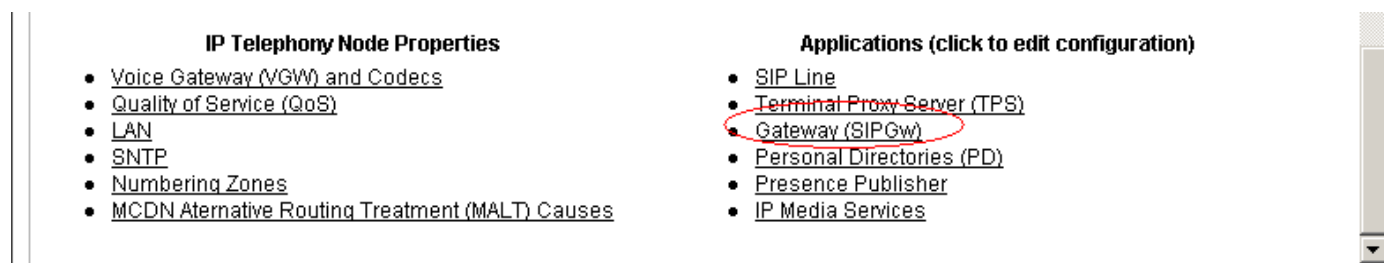 IP Telephony Node Properties
Voice Gateway (VGW) and Codecs
Quality of Service (QoS)
LAN
SNTP
Numbering Zones
MCDN Aternative Routing Treatment (MALT) Causes
Applications (click to edit configuration)
SIP Line
Terminal Proxy Server (TPS)
Gateway (SIPGw)
Personal Directories (PD)
Presence Publisher
IP Media Services